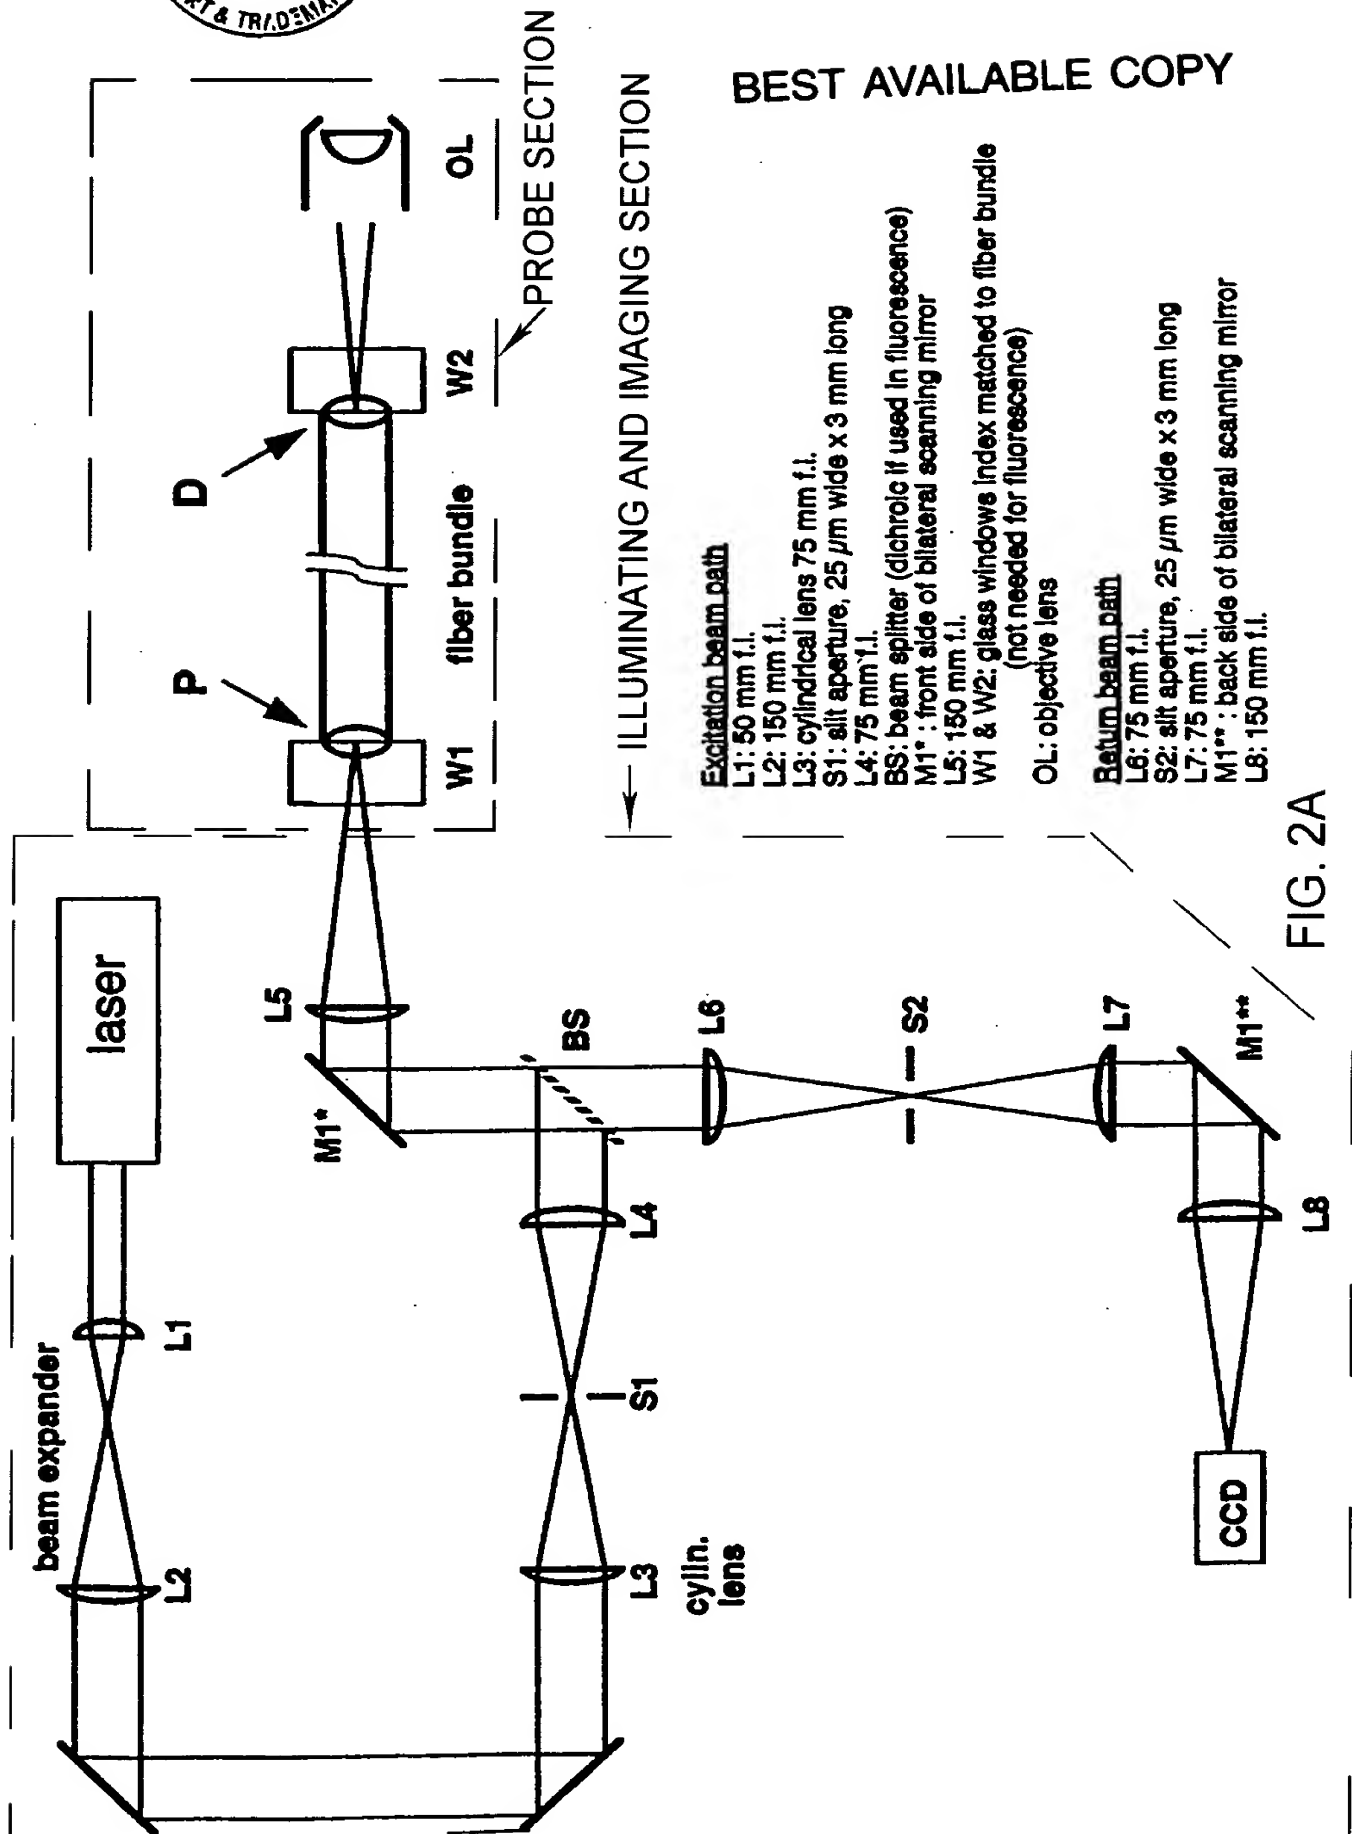 & TRADEMA
BEST AVAILABLE COPY
laser
beam expander
L1
L2
L3
cylin.
lens
S1
L4
BS
M1*
L5
W1
P
fiber bundle
D
W2
OL
PROBE SECTION
ILLUMINATING AND IMAGING SECTION
L6
S2
L7
M1**
L8
CCD
Excitation beam path
L1: 50 mm f.l.
L2: 150 mm f.l.
L3: cylindrical lens 75 mm f.l.
S1: slit aperture, 25 µm wide x 3 mm long
L4: 75 mm f.l.
BS: beam splitter (dichroic if used in fluorescence)
M1* : front side of bilateral scanning mirror
L5: 150 mm f.l.
W1 & W2: glass windows index matched to fiber bundle
(not needed for fluorescence)
OL: objective lens
Return beam path
L6: 75 mm f.l.
S2: slit aperture, 25 µm wide x 3 mm long
L7: 75 mm f.l.
M1** : back side of bilateral scanning mirror
L8: 150 mm f.l.
FIG. 2A